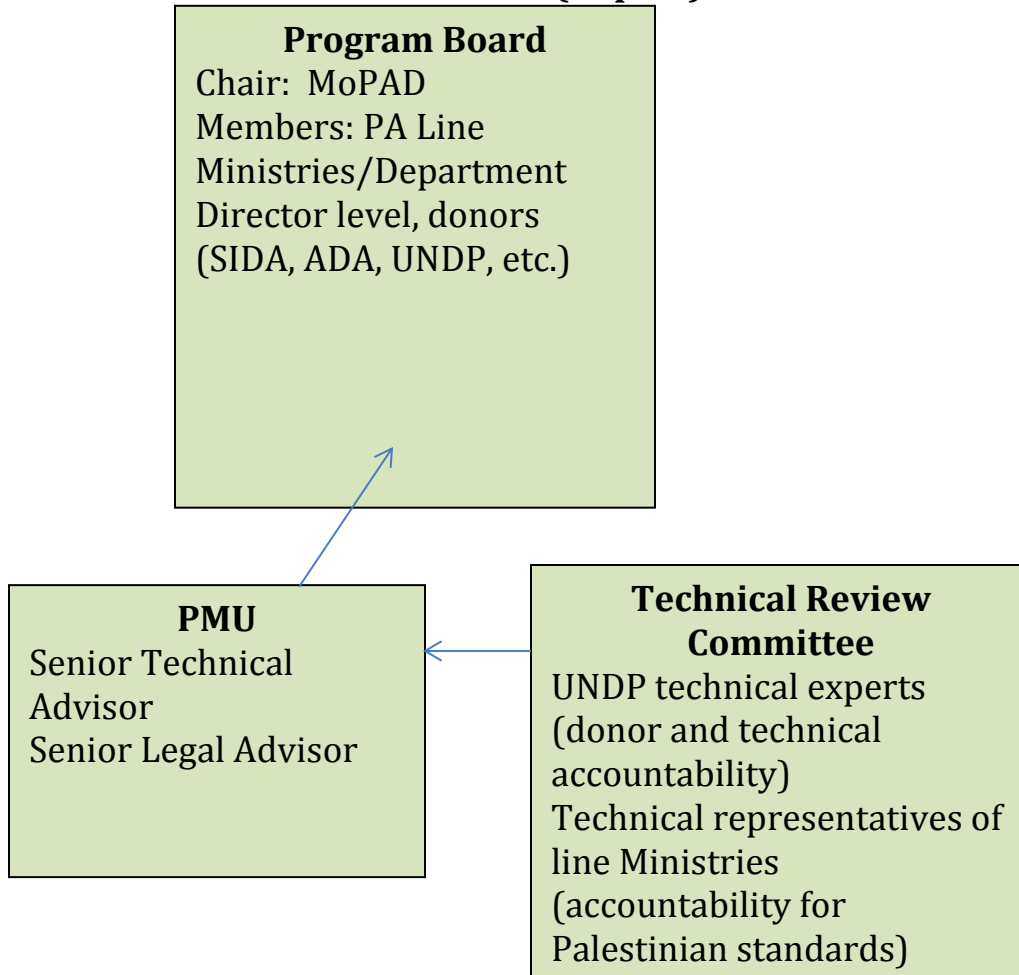 Program Board
Chair:  MoPAD
Members: PA Line
Ministries/Department
Director level, donors
(SIDA, ADA, UNDP, etc.)
PMU
Senior Technical
Advisor
Senior Legal Advisor
Technical Review
Committee
UNDP technical experts
(donor and technical
accountability)
Technical representatives of
line Ministries
(accountability for
Palestinian standards)